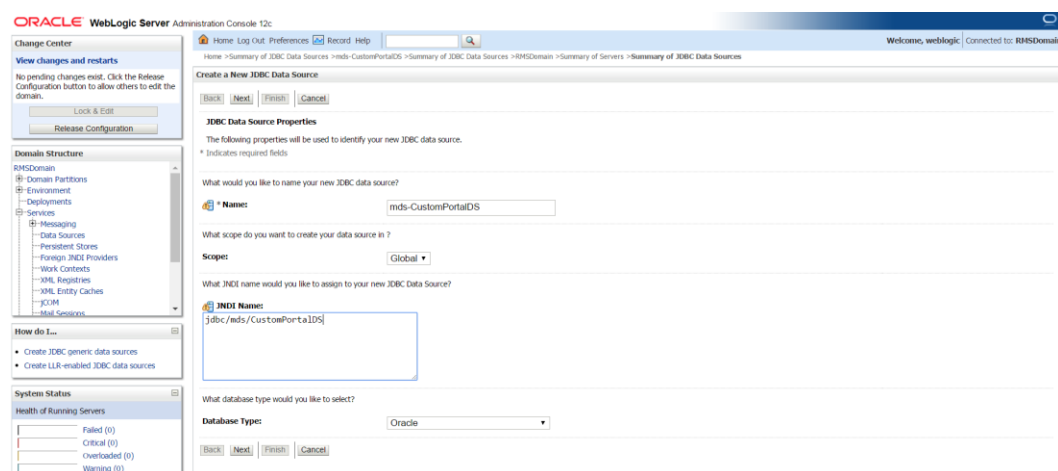 ORACLE WebLogic Server Administration Console 12c
Change Center
View changes and restarts
No pending changes exist. Click the Release
Configuration button to allow others to edit the
domain.
Lock & Edit
Release Configuration
Domain Structure
RMSDomain
Domain Partitions
Environment
Deployments
Services
Messaging
Data Sources
Persistent Stores
Foreign JNDI Providers
Work Contexts
XML Registries
XML Entity Caches
jCOM
Mail Sessions
How do I...
Create JDBC generic data sources
Create LLR-enabled JDBC data sources
System Status
Health of Running Servers
Failed (0)
Critical (0)
Overloaded (0)
Warning (0)
Home Log Out Preferences Record Help
Welcome, weblogic Connected to: RMSDomain
Home >Summary of JDBC Data Sources >mds-CustomPortalDS >Summary of JDBC Data Sources >RMSDomain >Summary of Servers >Summary of JDBC Data Sources
Create a New JDBC Data Source
Back Next Finish Cancel
JDBC Data Source Properties
The following properties will be used to identify your new JDBC data source.
* Indicates required fields
What would you like to name your new JDBC data source?
* Name: mds-CustomPortalDS
What scope do you want to create your data source in ?
Scope: Global
What JNDI name would you like to assign to your new JDBC Data Source?
JNDI Name:
jdbc/mds/CustomPortalDS
What database type would you like to select?
Database Type: Oracle
Back Next Finish Cancel